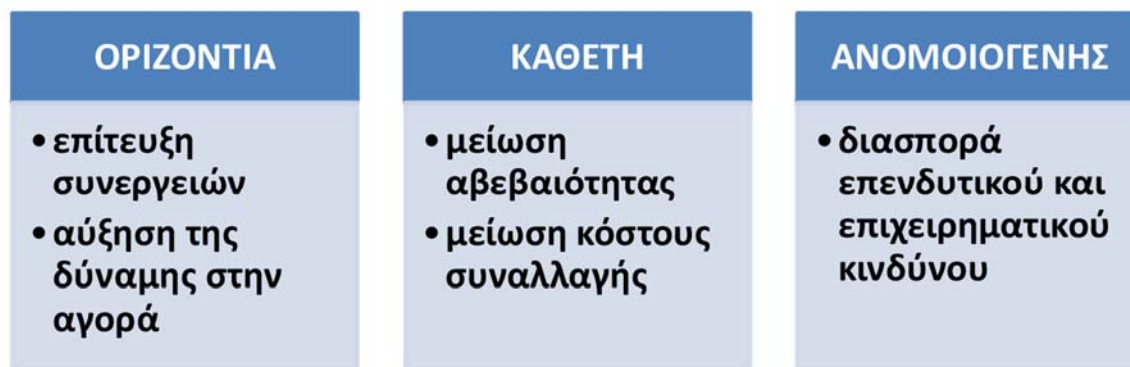 ΟΡΙΖΟΝΤΙΑ
• επίτευξη
συνεργειών
• αύξηση της
δύναμης στην
αγορά
ΚΑΘΕΤΗ
• μείωση
αβεβαιότητας
• μείωση κόστους
συναλλαγής
ΑΝΟΜΟΙΟΓΕΝΗΣ
• διασπορά
επενδυτικού και
επιχειρηματικού
κινδύνου